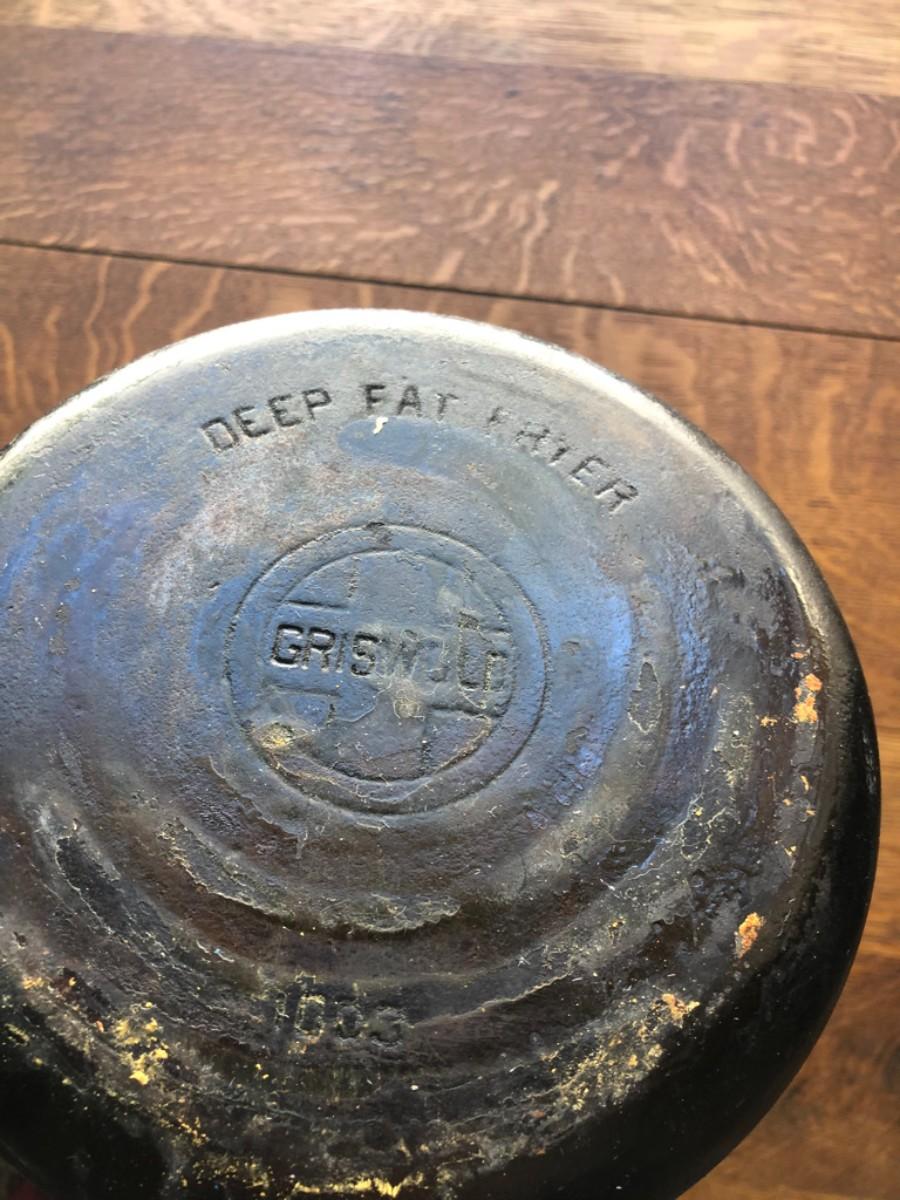 DEEP FAT FRYER
GRISWOLD
1003